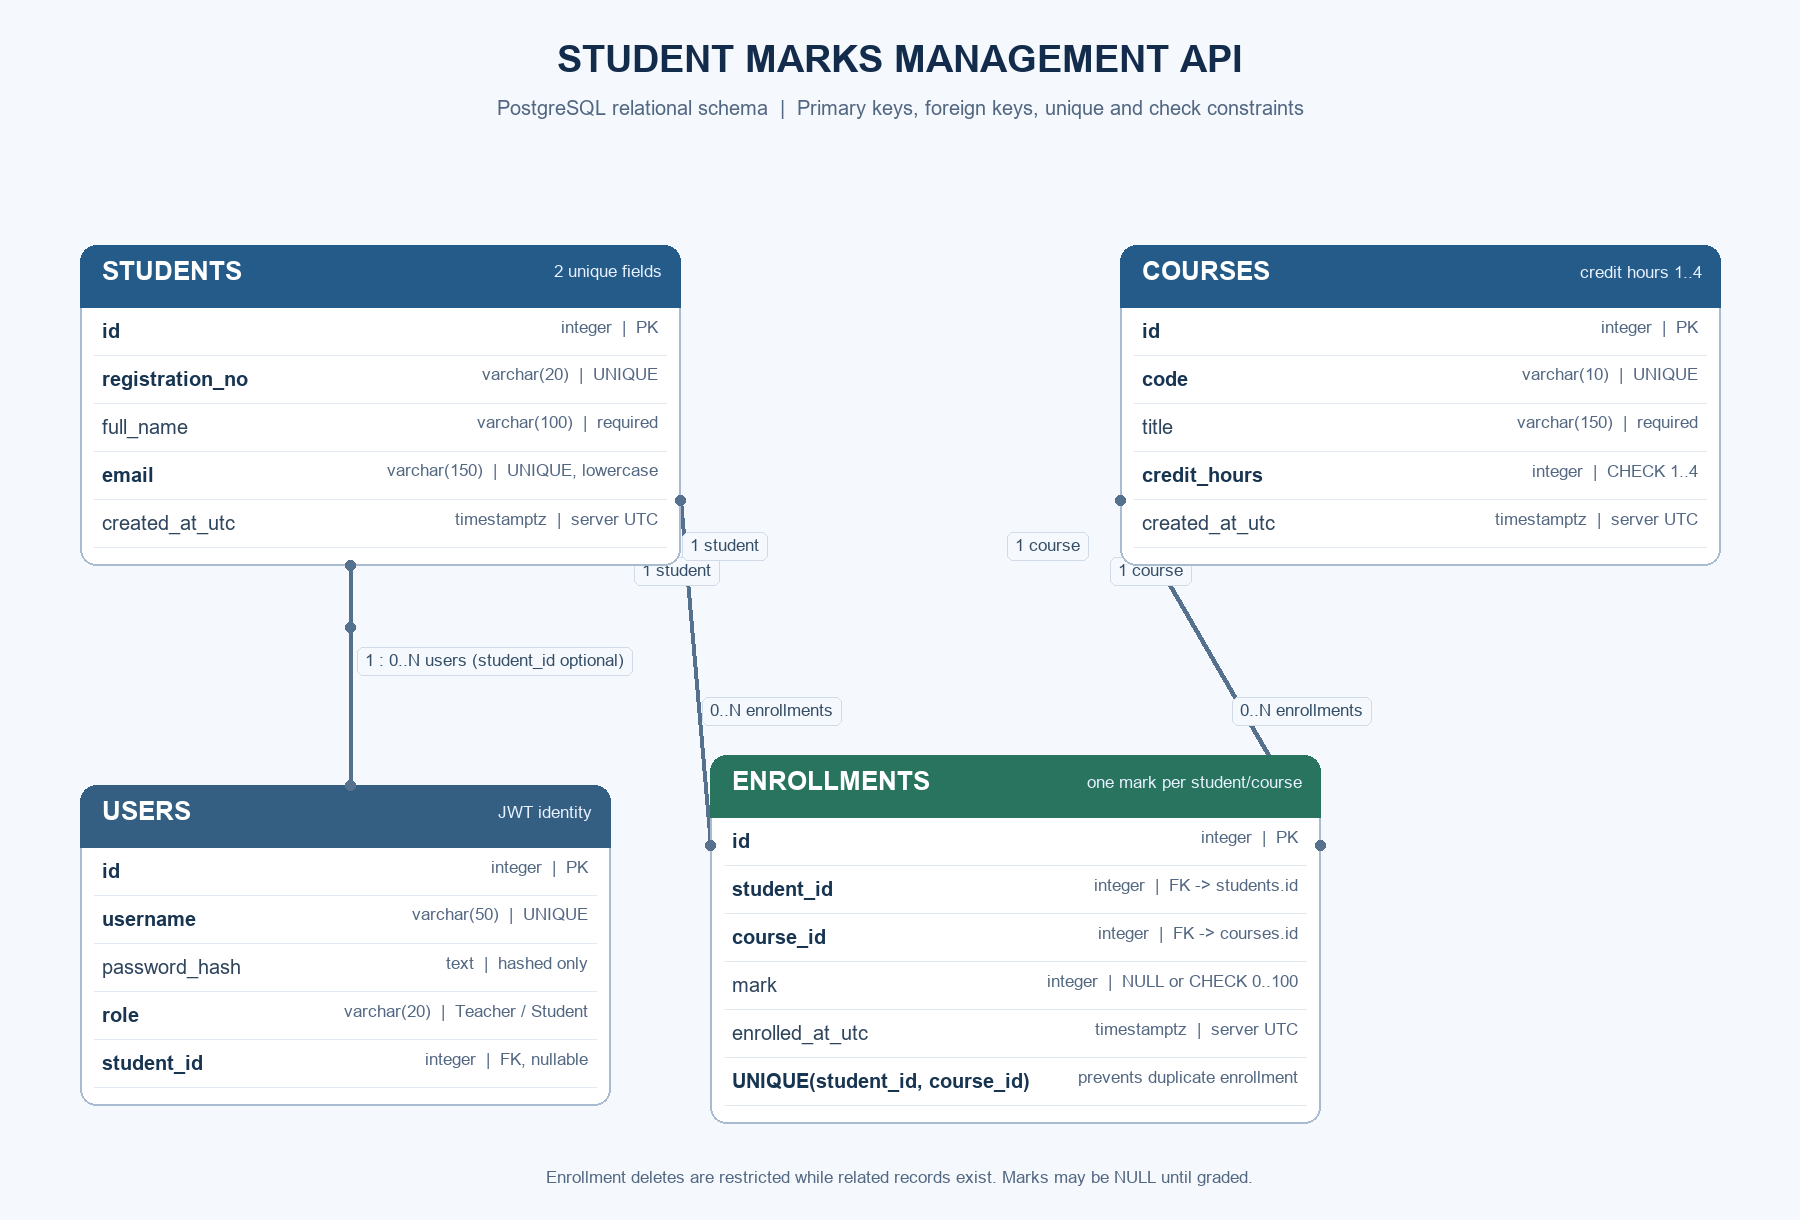 STUDENT MARKS MANAGEMENT API
PostgreSQL relational schema | Primary keys, foreign keys, unique and check constraints
STUDENTS 2 unique fields
id integer | PK
registration_no varchar(20) | UNIQUE
full_name varchar(100) | required
email varchar(150) | UNIQUE, lowercase
created_at_utc timestamptz | server UTC
COURSES credit hours 1..4
id integer | PK
code varchar(10) | UNIQUE
title varchar(150) | required
credit_hours integer | CHECK 1..4
created_at_utc timestamptz | server UTC
1 student
1 student
1 course
1 course
1 : 0..N users (student_id optional)
0..N enrollments
0..N enrollments
USERS JWT identity
id integer | PK
username varchar(50) | UNIQUE
password_hash text | hashed only
role varchar(20) | Teacher / Student
student_id integer | FK, nullable
ENROLLMENTS one mark per student/course
id integer | PK
student_id integer | FK -> students.id
course_id integer | FK -> courses.id
mark integer | NULL or CHECK 0..100
enrolled_at_utc timestamptz | server UTC
UNIQUE(student_id, course_id) prevents duplicate enrollment
Enrollment deletes are restricted while related records exist. Marks may be NULL until graded.